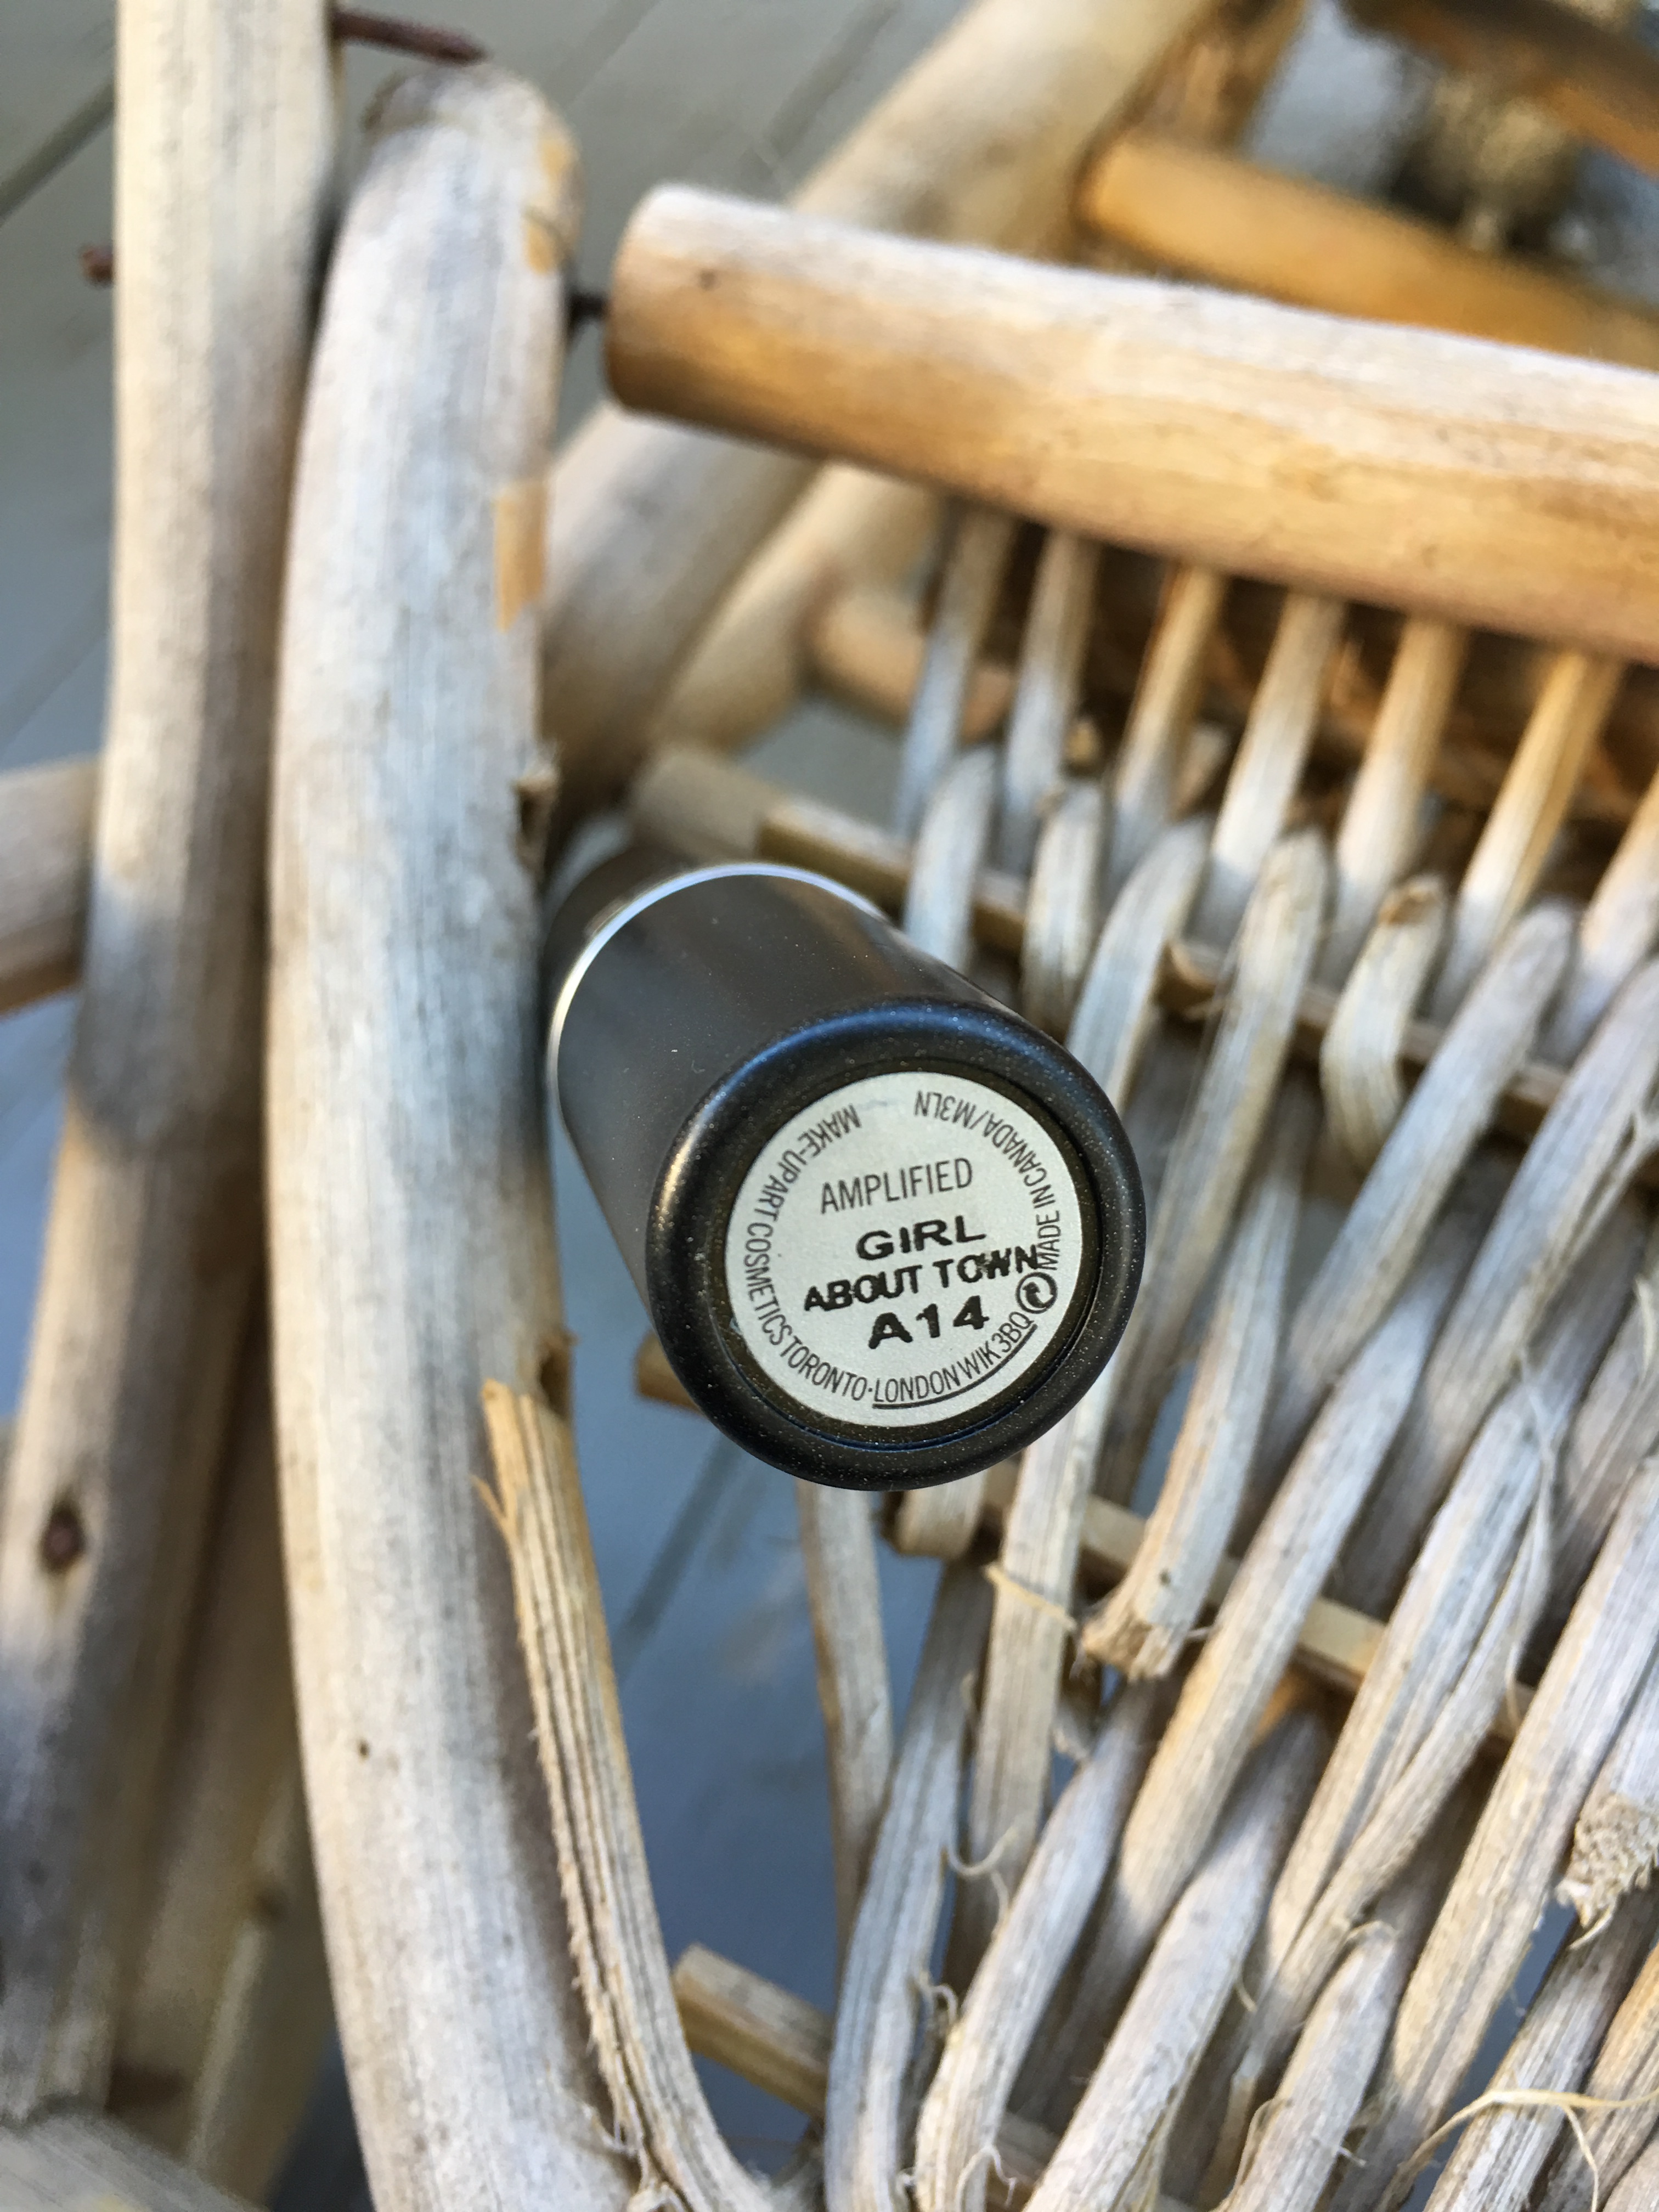 AMPLIFIED
GIRL
ABOUT TOWN
A14
MAKE-UP ART COSMETICS TORONTO·LONDON W1K 3BQ
MADE IN CANADA/M3LN